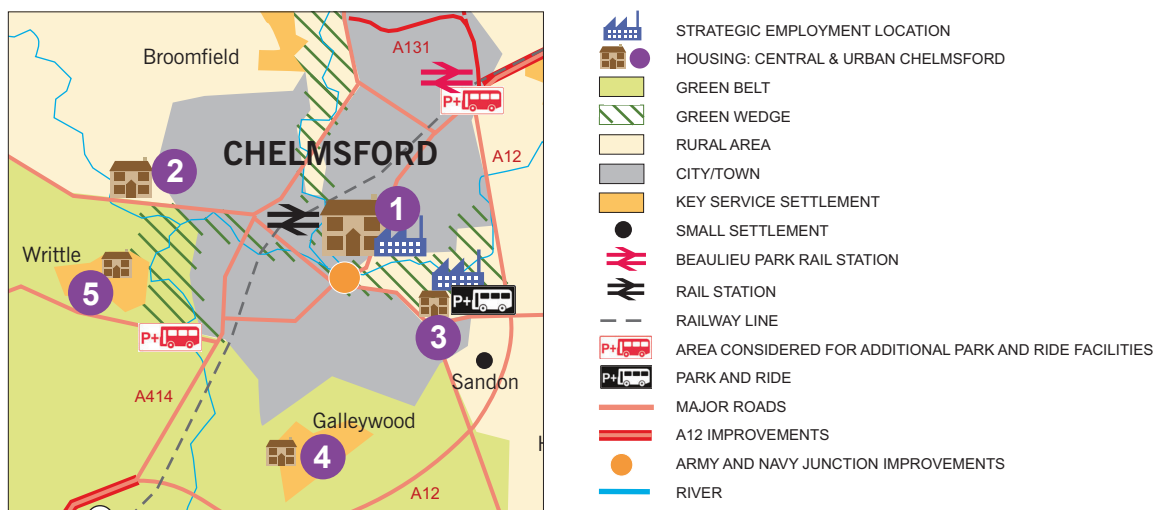 Broomfield
A131
P+
CHELMSFORD
A12
2
1
Writtle
5
P+
P+
3
Sandon
A414
Galleywood
4
A12
H
STRATEGIC EMPLOYMENT LOCATION
HOUSING: CENTRAL & URBAN CHELMSFORD
GREEN BELT
GREEN WEDGE
RURAL AREA
CITY/TOWN
KEY SERVICE SETTLEMENT
SMALL SETTLEMENT
BEAULIEU PARK RAIL STATION
RAIL STATION
RAILWAY LINE
P+ AREA CONSIDERED FOR ADDITIONAL PARK AND RIDE FACILITIES
P+ PARK AND RIDE
MAJOR ROADS
A12 IMPROVEMENTS
ARMY AND NAVY JUNCTION IMPROVEMENTS
RIVER